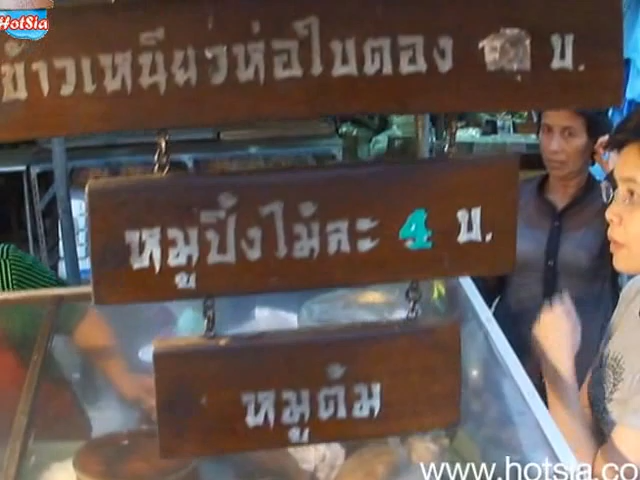 HotSia
ข้าวเหนียวห่อใบตอง บ.
หมูปิ้งไม้ละ 4 บ.
หมูต้ม
www.hotsia.com